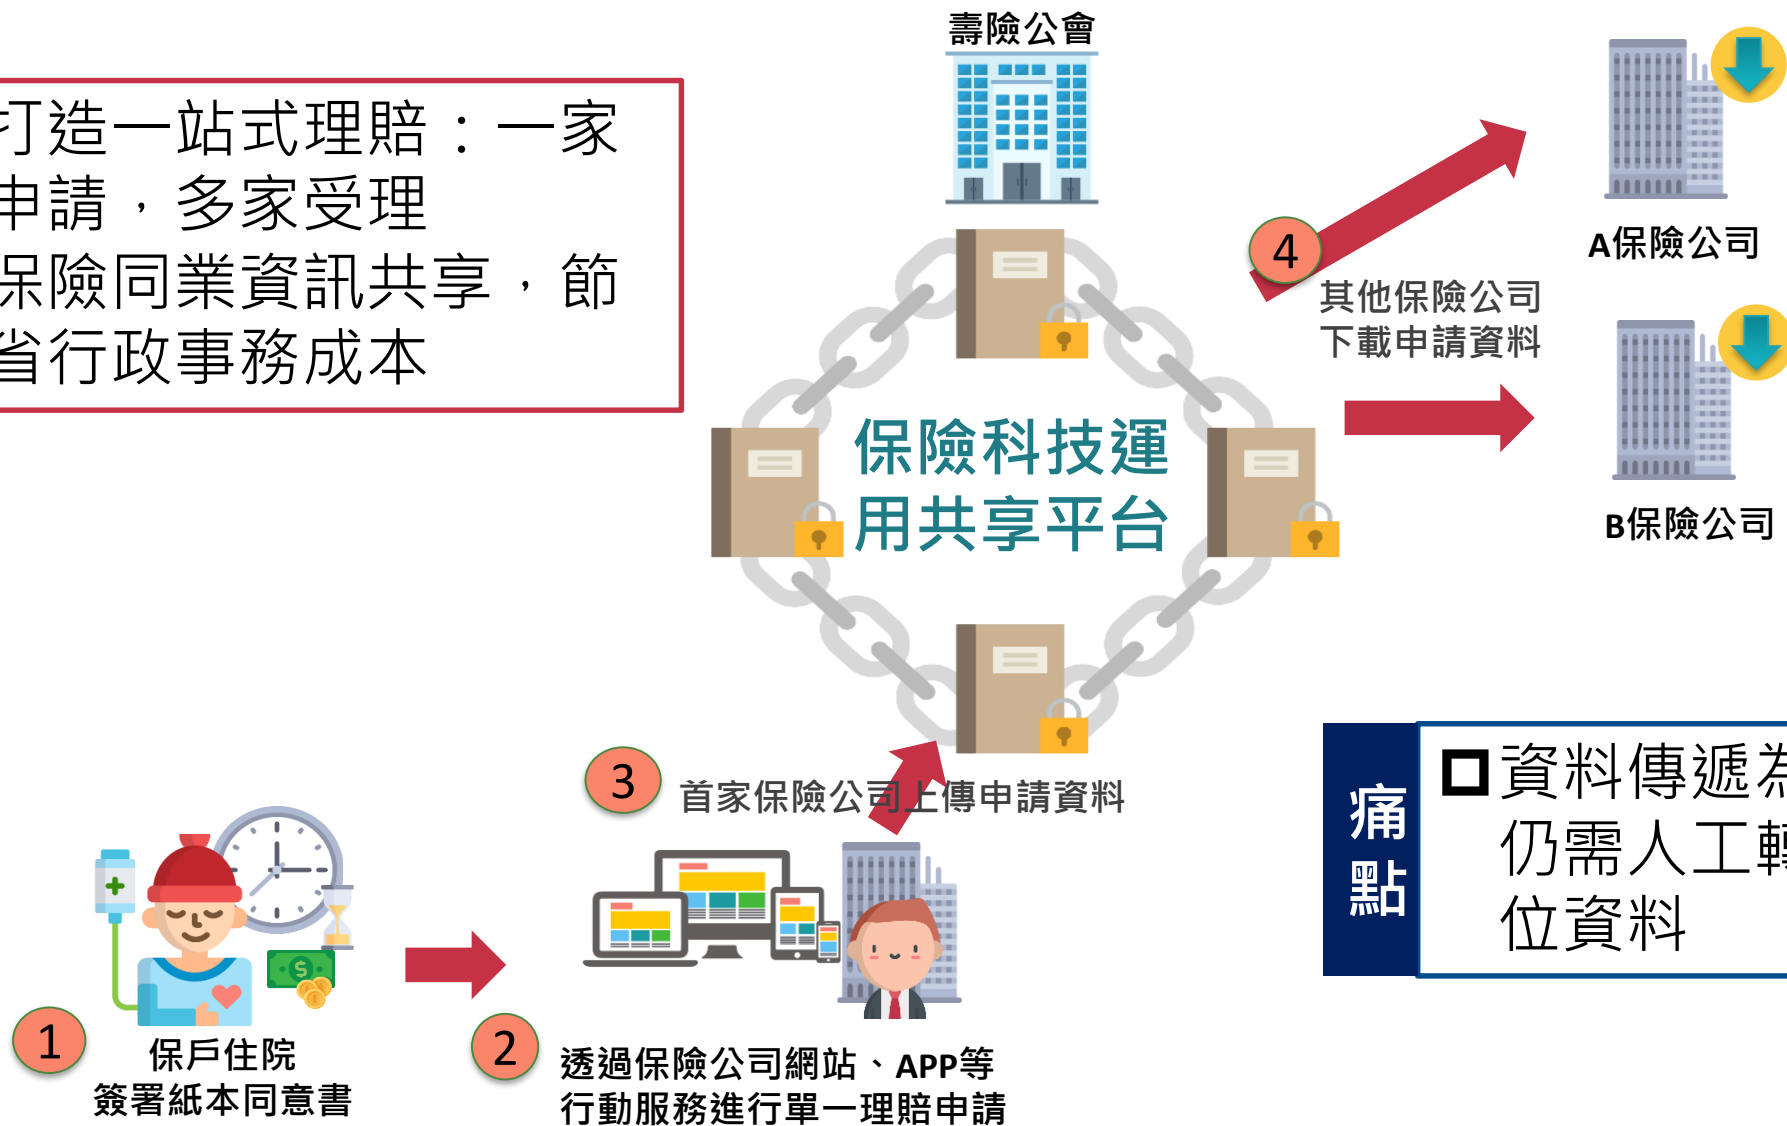 壽險公會
打造一站式理賠：一家
申請，多家受理
保險同業資訊共享，節
省行政事務成本
A保險公司
4
其他保險公司
下載申請資料
保險科技運
用共享平台
B保險公司
3
首家保險公司上傳申請資料
痛
點
資料傳遞為
仍需人工轉
位資料
1
保戶住院
簽署紙本同意書
2
透過保險公司網站、APP等
行動服務進行單一理賠申請